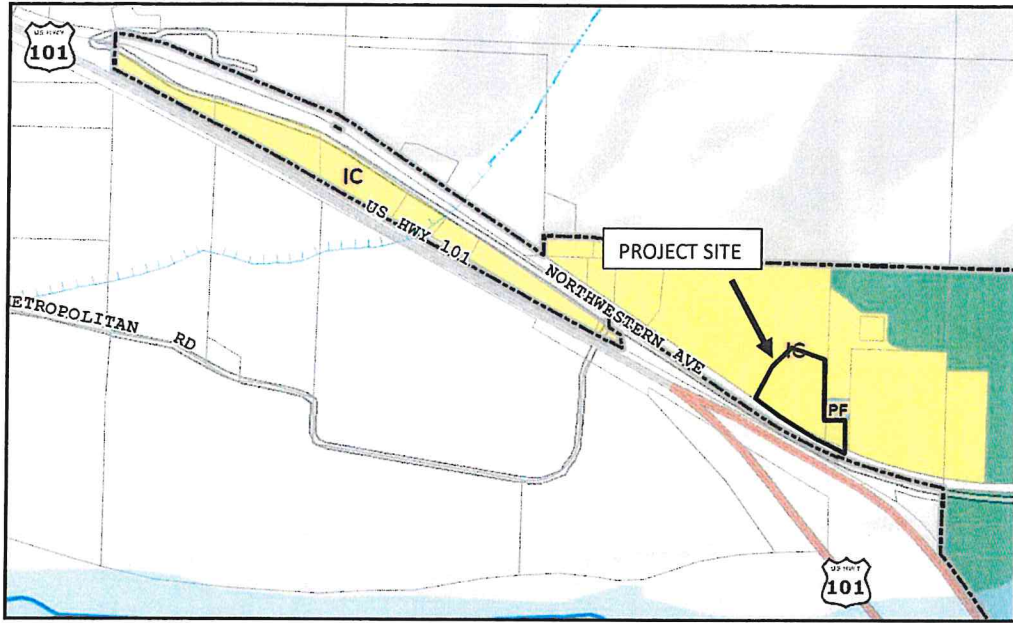 US HWY
101
IC
US HWY 101
PROJECT SITE
NORTHWESTERN AVE
METROPOLITAN RD
IC
PF
US HWY
101